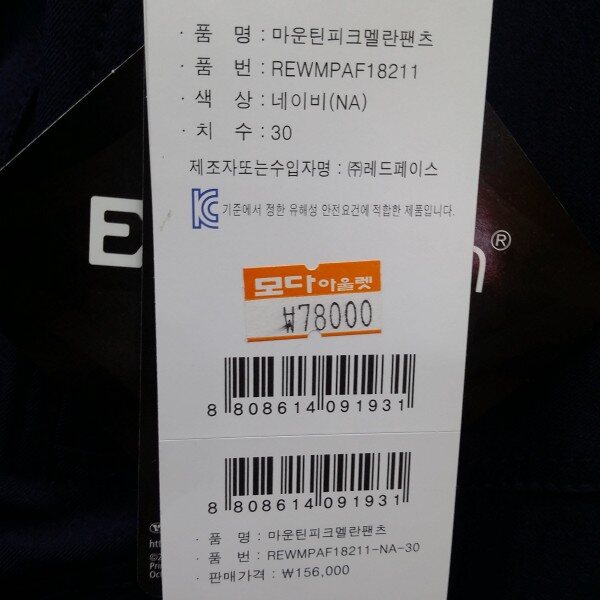 · 품 명 : 마운틴피크멜란팬츠
· 품 번 : REWMPAF18211
· 색 상 : 네이비(NA)
· 치 수 : 30
제조자또는수입자명 : ㈜레드페이스
KC 기준에서 정한 유해성 안전요건에 적합한 제품입니다.
®
모다아울렛
₩78000
8 808614 091931
8 808614 091931
· 품 명 : 마운틴피크멜란팬츠
· 품 번 : REWMPAF18211-NA-30
· 판매가격 : ₩156,000